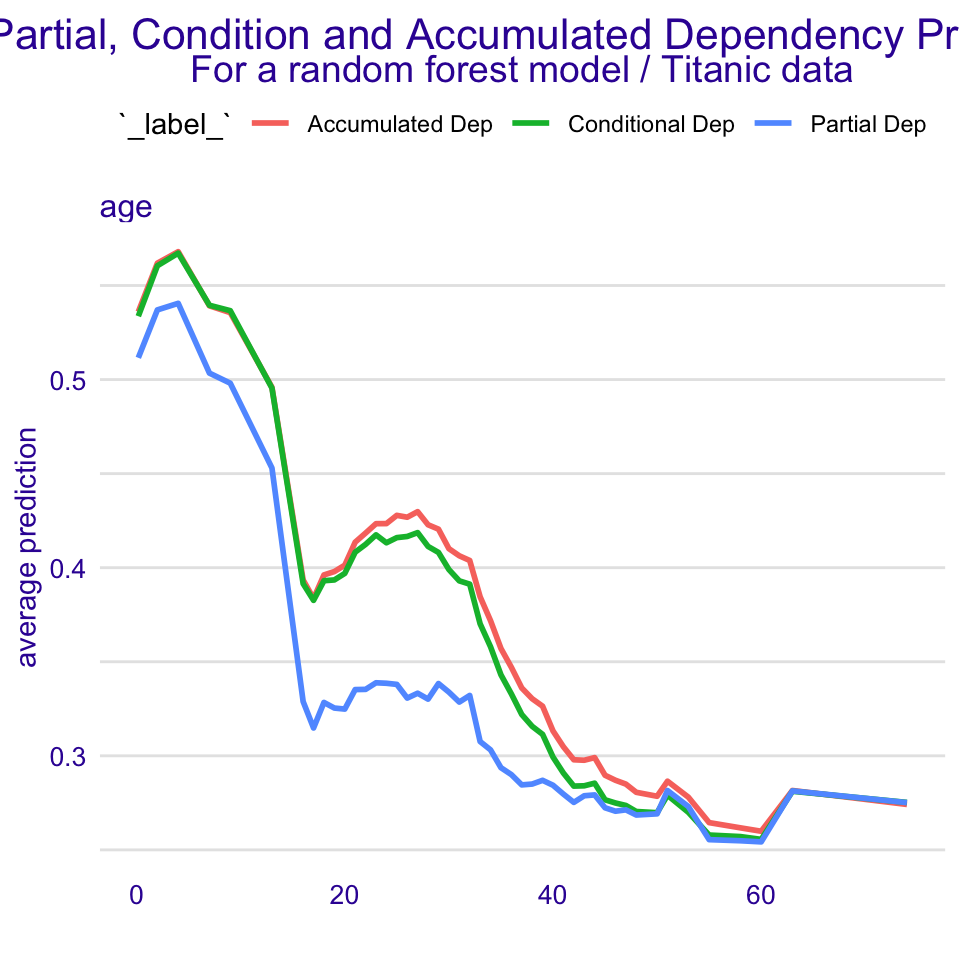 Partial, Condition and Accumulated Dependency Pr
For a random forest model / Titanic data
`_label_` Accumulated Dep Conditional Dep Partial Dep
age
average prediction
0.5
0.4
0.3
0 20 40 60